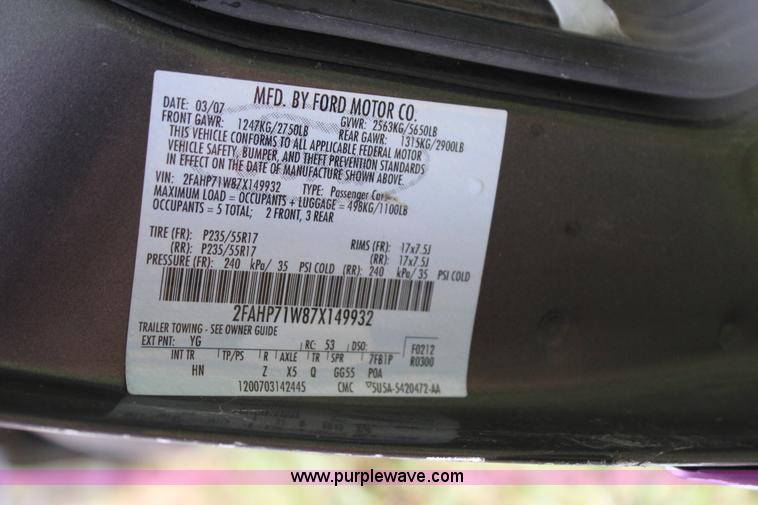 MFD. BY FORD MOTOR CO.
DATE: 03/07 GVWR: 2563KG/5650LB
FRONT GAWR: 1247KG/2750LB REAR GAWR: 1315KG/2900LB
THIS VEHICLE CONFORMS TO ALL APPLICABLE FEDERAL MOTOR
VEHICLE SAFETY, BUMPER, AND THEFT PREVENTION STANDARDS
IN EFFECT ON THE DATE OF MANUFACTURE SHOWN ABOVE.
VIN: 2FAHP71W87X149932 TYPE: Passenger Car
MAXIMUM LOAD = OCCUPANTS + LUGGAGE = 498KG/1100LB
OCCUPANTS = 5 TOTAL; 2 FRONT, 3 REAR
TIRE (FR): P235/55R17 RIMS (FR): 17x7.5J
(RR): P235/55R17 (RR): 17x7.5J
PRESSURE (FR): 240 kPa/ 35 PSI COLD (RR): 240 kPa/ 35 PSI COLD
2FAHP71W87X149932
TRAILER TOWING - SEE OWNER GUIDE
EXT PNT: YG RC: 53 DSO: F0212
INT TR TP/PS R AXLE TR SPR 7FB1P R0300
HN Z X5 Q GG55 POA
1200703142445 CMC ▽5U5A-5420472-AA
www.purplewave.com